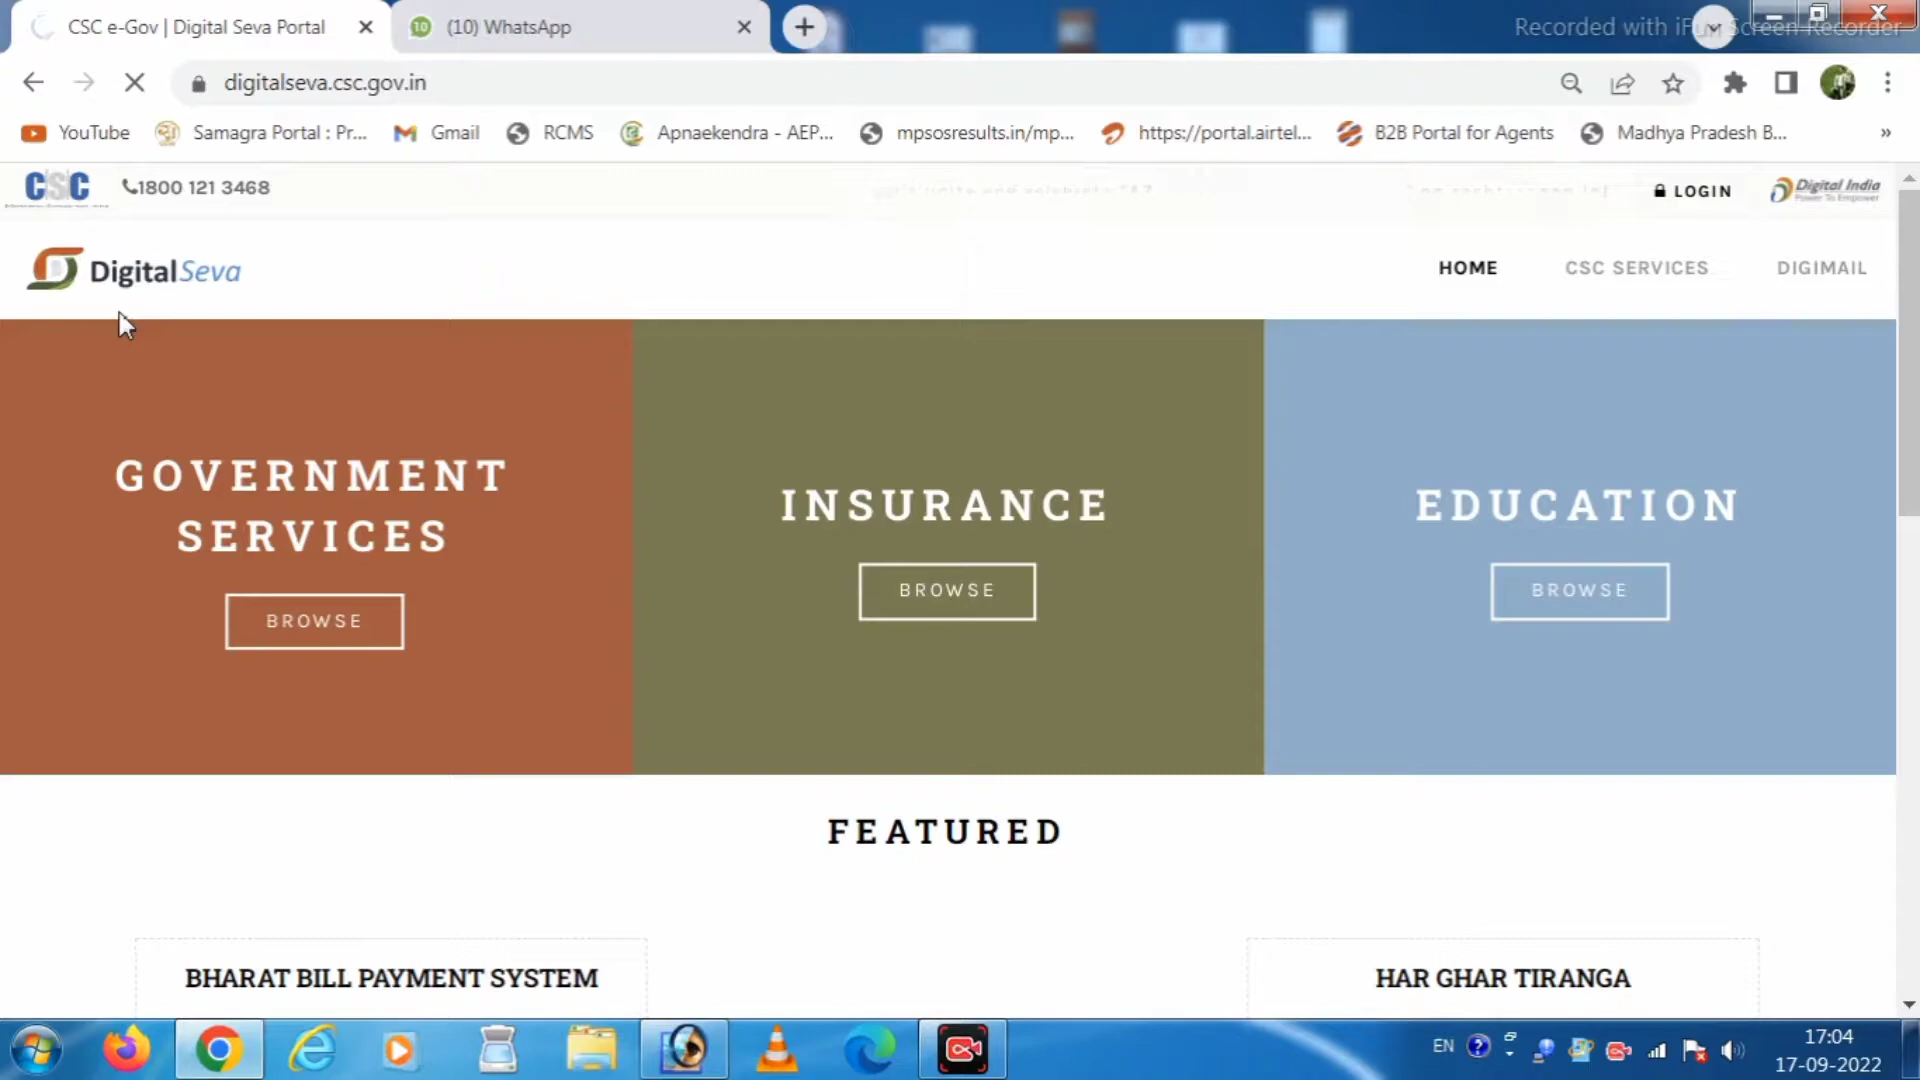 CSC e-Gov | Digital Seva Portal
(10) WhatsApp
Recorded with iFun Screen Recorder
digitalseva.csc.gov.in
YouTube
Samagra Portal : Pr...
Gmail
RCMS
Apnaekendra - AEP...
mpsosresults.in/mp...
https://portal.airtel...
B2B Portal for Agents
Madhya Pradesh B...
»
CSC
1800 121 3468
LOGIN
Digital India
Power To Empower
DigitalSeva
HOME
CSC SERVICES
DIGIMAIL
GOVERNMENT
SERVICES
BROWSE
INSURANCE
BROWSE
EDUCATION
BROWSE
FEATURED
BHARAT BILL PAYMENT SYSTEM
HAR GHAR TIRANGA
EN
17:04
17-09-2022